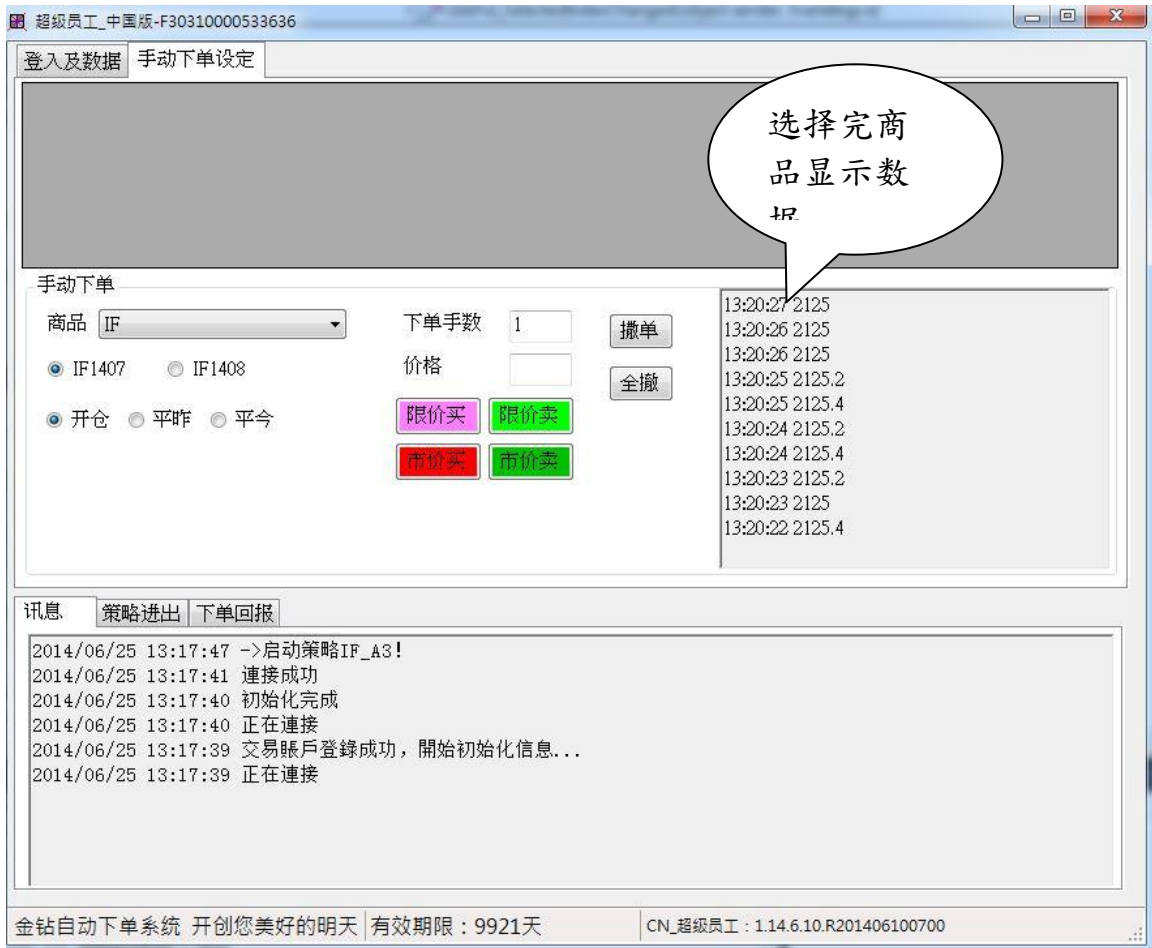 超级员工_中国版-F30310000533636
登入及数据 手动下单设定
选择完商
品显示数
手动下单
商品 IF
下单手数 1
撒单
IF1407 IF1408
价格
全撤
开仓 平昨 平今
限价买 限价卖
市价买 市价卖
13:20:27 2125
13:20:26 2125
13:20:26 2125
13:20:25 2125.2
13:20:25 2125.4
13:20:24 2125.2
13:20:24 2125.4
13:20:23 2125.2
13:20:23 2125
13:20:22 2125.4
讯息 策略进出 下单回报
2014/06/25 13:17:47 ->启动策略IF_A3!
2014/06/25 13:17:41 連接成功
2014/06/25 13:17:40 初始化完成
2014/06/25 13:17:40 正在連接
2014/06/25 13:17:39 交易賬戶登錄成功，開始初始化信息...
2014/06/25 13:17:39 正在連接
金钻自动下单系统 开创您美好的明天 有效期限：9921天 CN_超级员工：1.14.6.10.R201406100700